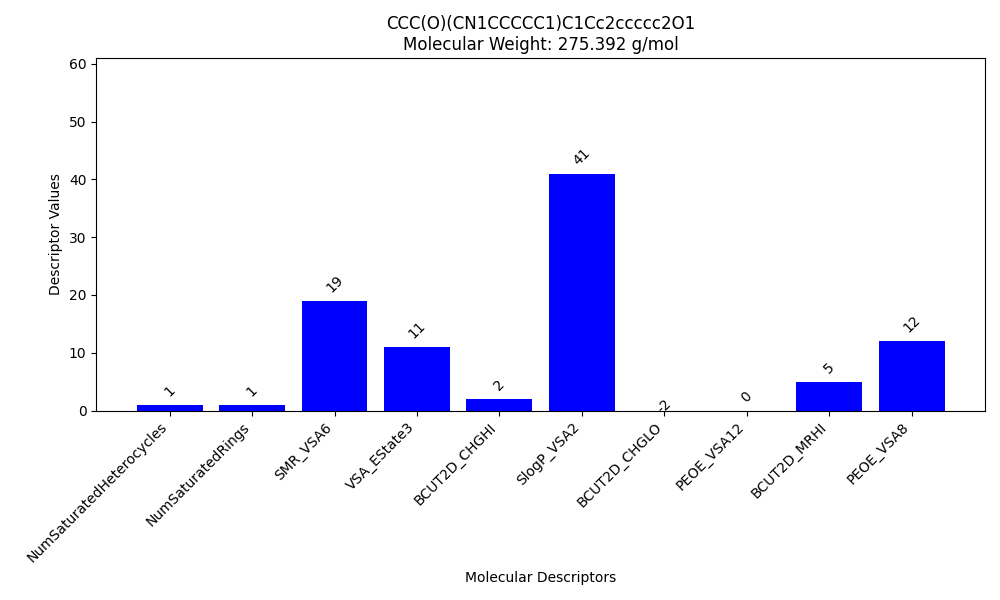 CCC(O)(CN1CCCCC1)C1Cc2ccccc2O1
Molecular Weight: 275.392 g/mol
Descriptor Values
60
50
40
30
20
10
0
1
1
19
11
2
41
-2
0
5
12
NumSaturatedHeterocycles
NumSaturatedRings
SMR_VSA6
VSA_EState3
BCUT2D_CHGHI
SlogP_VSA2
BCUT2D_CHGLO
PEOE_VSA12
BCUT2D_MRHI
PEOE_VSA8
Molecular Descriptors